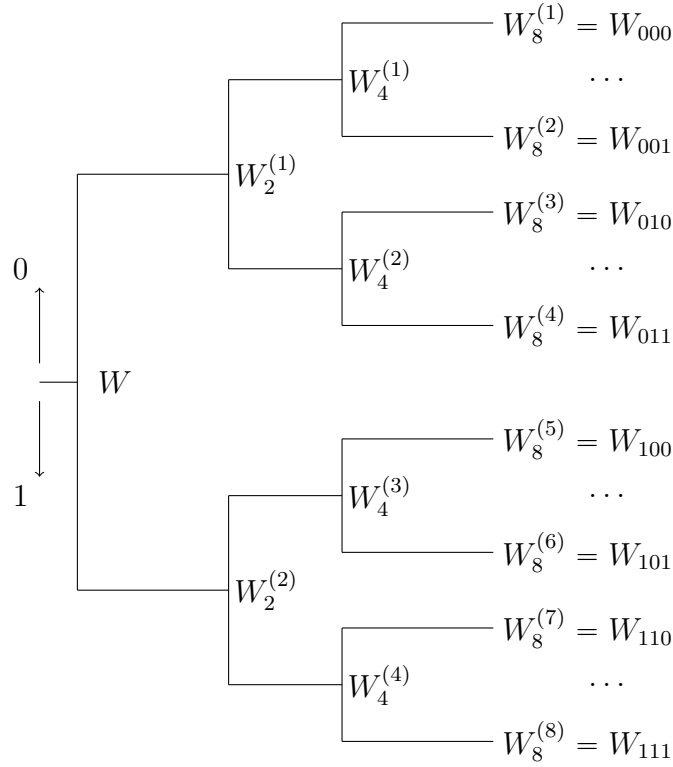 W_8^{(1)} = W_{000}
W_4^{(1)}
· · ·
W_8^{(2)} = W_{001}
W_2^{(1)}
W_8^{(3)} = W_{010}
W_4^{(2)}
· · ·
W_8^{(4)} = W_{011}
0
W
1
W_8^{(5)} = W_{100}
W_4^{(3)}
· · ·
W_8^{(6)} = W_{101}
W_2^{(2)}
W_8^{(7)} = W_{110}
W_4^{(4)}
· · ·
W_8^{(8)} = W_{111}